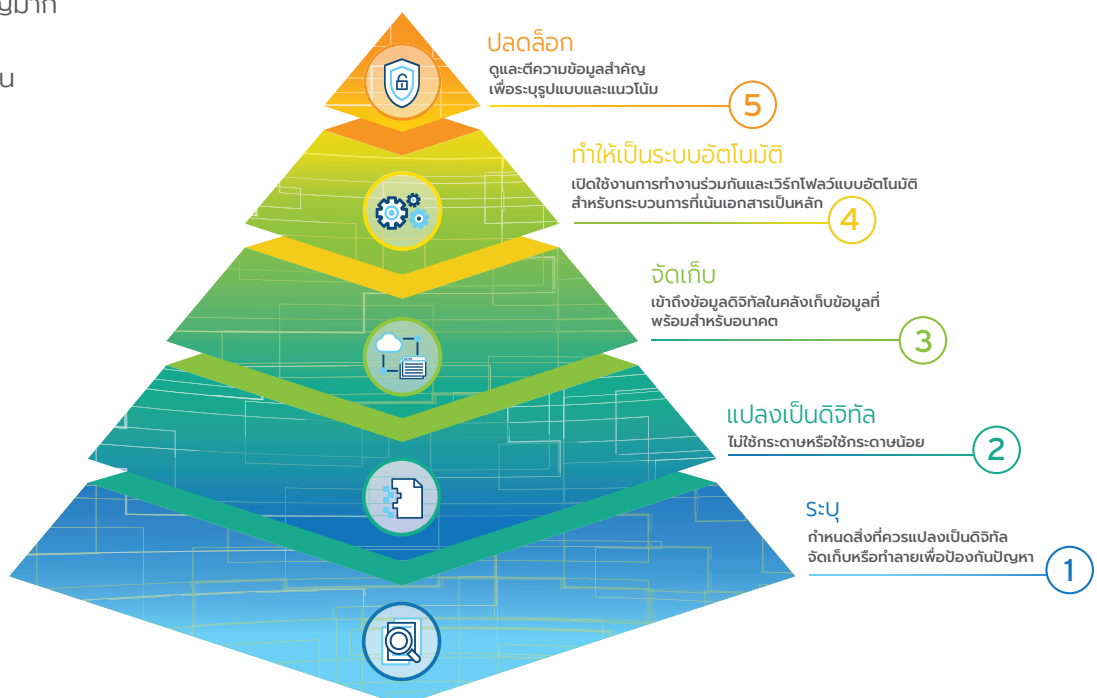 น
ปลดล็อก
ดูและตีความข้อมูลสำคัญ
เพื่อระบุรูปแบบและแนวโน้ม
5
ทำให้เป็นระบบอัตโนมัติ
เปิดใช้งานการทำงานร่วมกันและเวิร์กโฟลว์แบบอัตโนมัติ
สำหรับกระบวนการที่เน้นเอกสารเป็นหลัก
4
จัดเก็บ
เข้าถึงข้อมูลดิจิทัลในคลังเก็บข้อมูลที่
พร้อมสำหรับอนาคต
3
แปลงเป็นดิจิทัล
ไม่ใช้กระดาษหรือใช้กระดาษน้อย
2
ระบุ
กำหนดสิ่งที่ควรแปลงเป็นดิจิทัล
จัดเก็บหรือทำลายเพื่อป้องกันปัญหา
1